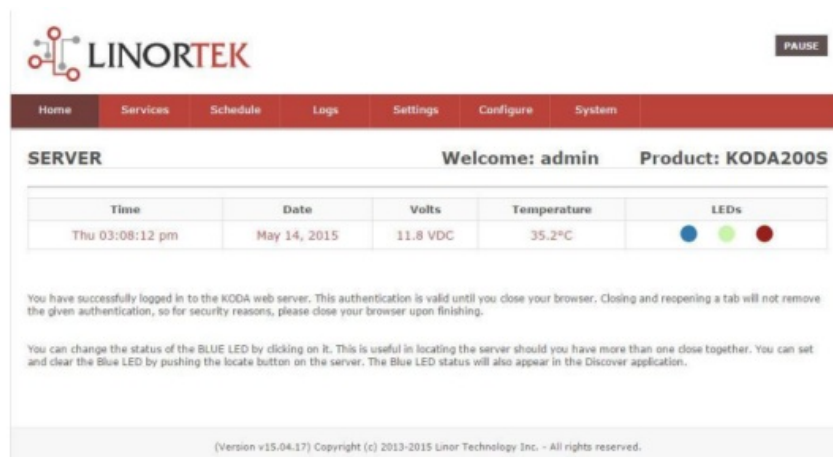 LINORTEK
PAUSE
Home Services Schedule Logs Settings Configure System
SERVER Welcome: admin Product: KODA200S
Time Date Volts Temperature LEDs
Thu 03:08:12 pm May 14, 2015 11.8 VDC 35.2°C
You have successfully logged in to the KODA web server. This authentication is valid until you close your browser. Closing and reopening a tab will not remove
the given authentication, so for security reasons, please close your browser upon finishing.
You can change the status of the BLUE LED by clicking on it. This is useful in locating the server should you have more than one close together. You can set
and clear the Blue LED by pushing the locate button on the server. The Blue LED status will also appear in the Discover application.
(Version v15.04.17) Copyright (c) 2013-2015 Linor Technology Inc. - All rights reserved.